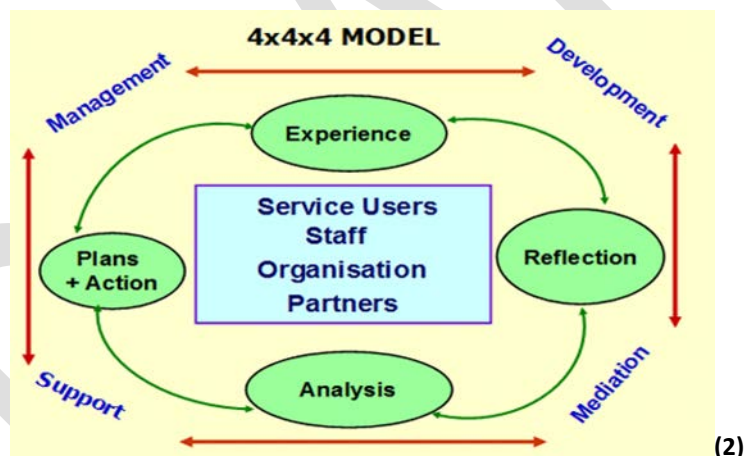 4x4x4 MODEL
Management
Development
Experience
Service Users
Staff
Organisation
Partners
Plans
+ Action
Reflection
Analysis
Support
Mediation
(2)